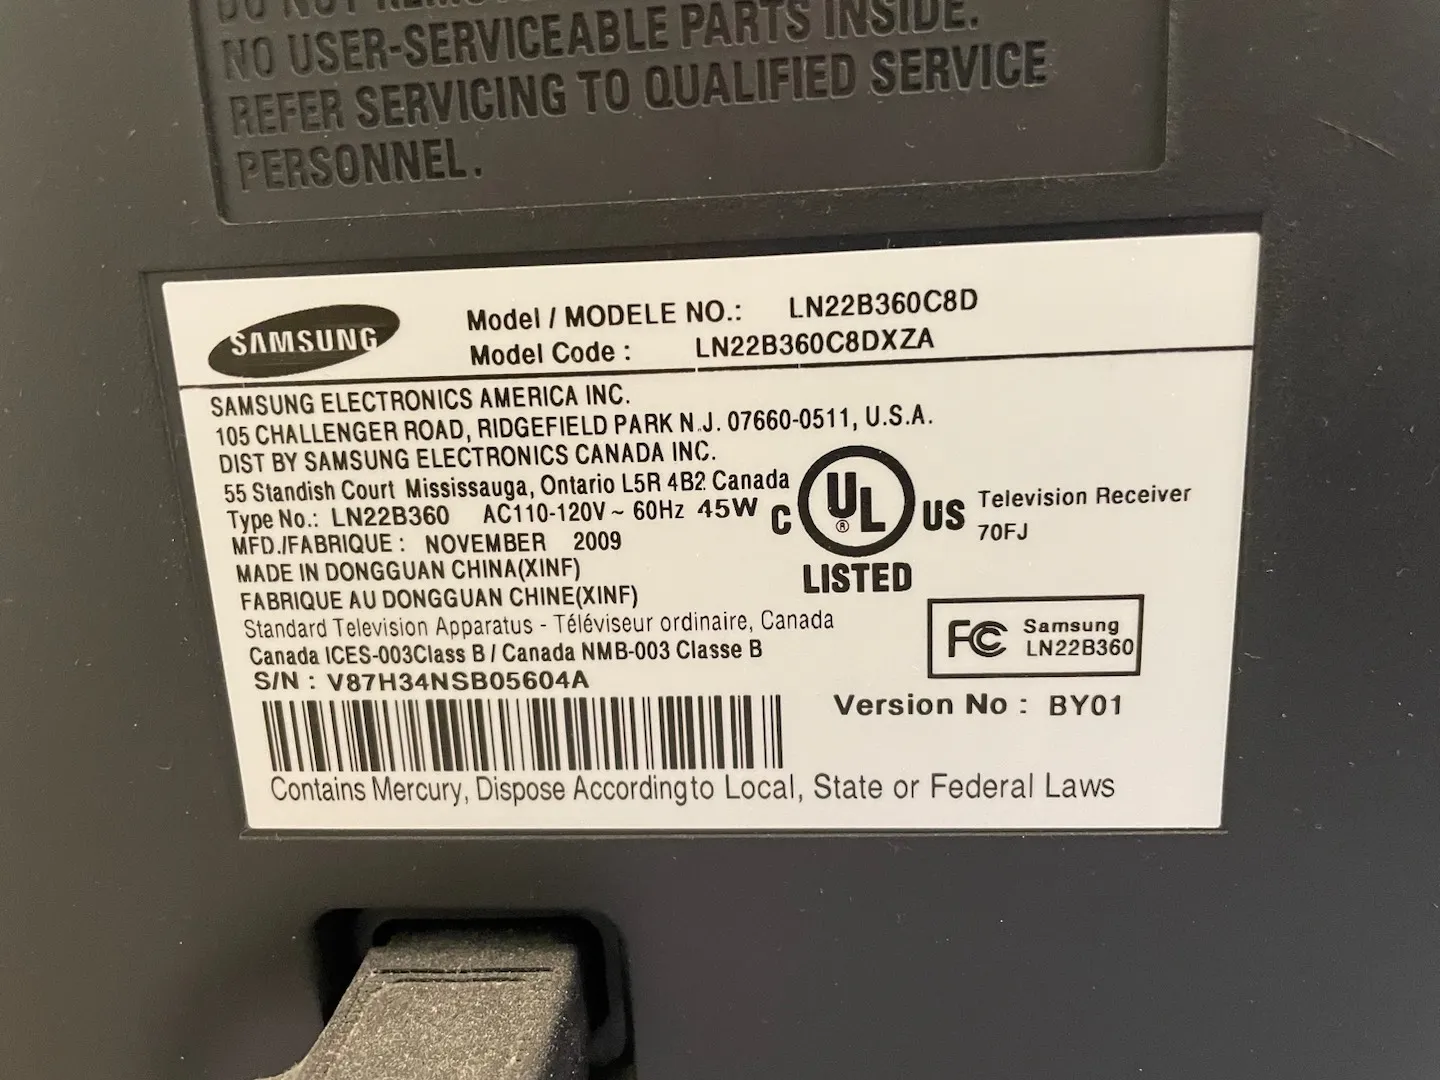 DO NOT REMOVE
NO USER-SERVICEABLE PARTS INSIDE.
REFER SERVICING TO QUALIFIED SERVICE
PERSONNEL.
SAMSUNG
Model / MODELE NO.: LN22B360C8D
Model Code : LN22B360C8DXZA
SAMSUNG ELECTRONICS AMERICA INC.
105 CHALLENGER ROAD, RIDGEFIELD PARK N.J. 07660-0511, U.S.A.
DIST BY SAMSUNG ELECTRONICS CANADA INC.
55 Standish Court Mississauga, Ontario L5R 4B2 Canada
Type No.: LN22B360 AC110-120V ~ 60Hz 45W
MFD./FABRIQUE : NOVEMBER 2009
MADE IN DONGGUAN CHINA(XINF)
FABRIQUE AU DONGGUAN CHINE(XINF)
Standard Television Apparatus - Téléviseur ordinaire, Canada
Canada ICES-003Class B / Canada NMB-003 Classe B
S/N : V87H34NSB05604A
C UL ® US
LISTED
Television Receiver
70FJ
FC Samsung
LN22B360
Version No : BY01
Contains Mercury, Dispose Accordingto Local, State or Federal Laws